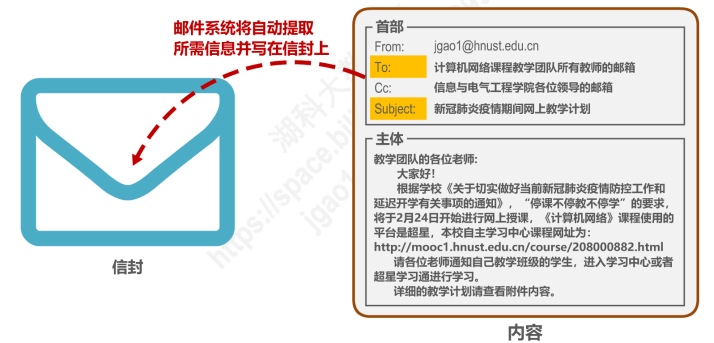 邮件系统将自动提取
所需信息并写在信封上
信封
首部
From: jgao1@hnust.edu.cn
To: 计算机网络课程教学团队所有教师的邮箱
Cc: 信息与电气工程学院各位领导的邮箱
Subject: 新冠肺炎疫情期间网上教学计划
主体
教学团队的各位老师:
大家好!
根据学校《关于切实做好当前新冠肺炎疫情防控工作和
延迟开学有关事项的通知》，“停课不停教不停学”的要求，
将于2月24日开始进行网上授课，《计算机网络》课程使用的
平台是超星，本校自主学习中心课程网址为：
http://mooc1.hnust.edu.cn/course/208000882.html
请各位老师通知自己教学班级的学生，进入学习中心或者
超星学习通进行学习。
详细的教学计划请查看附件内容。
内容